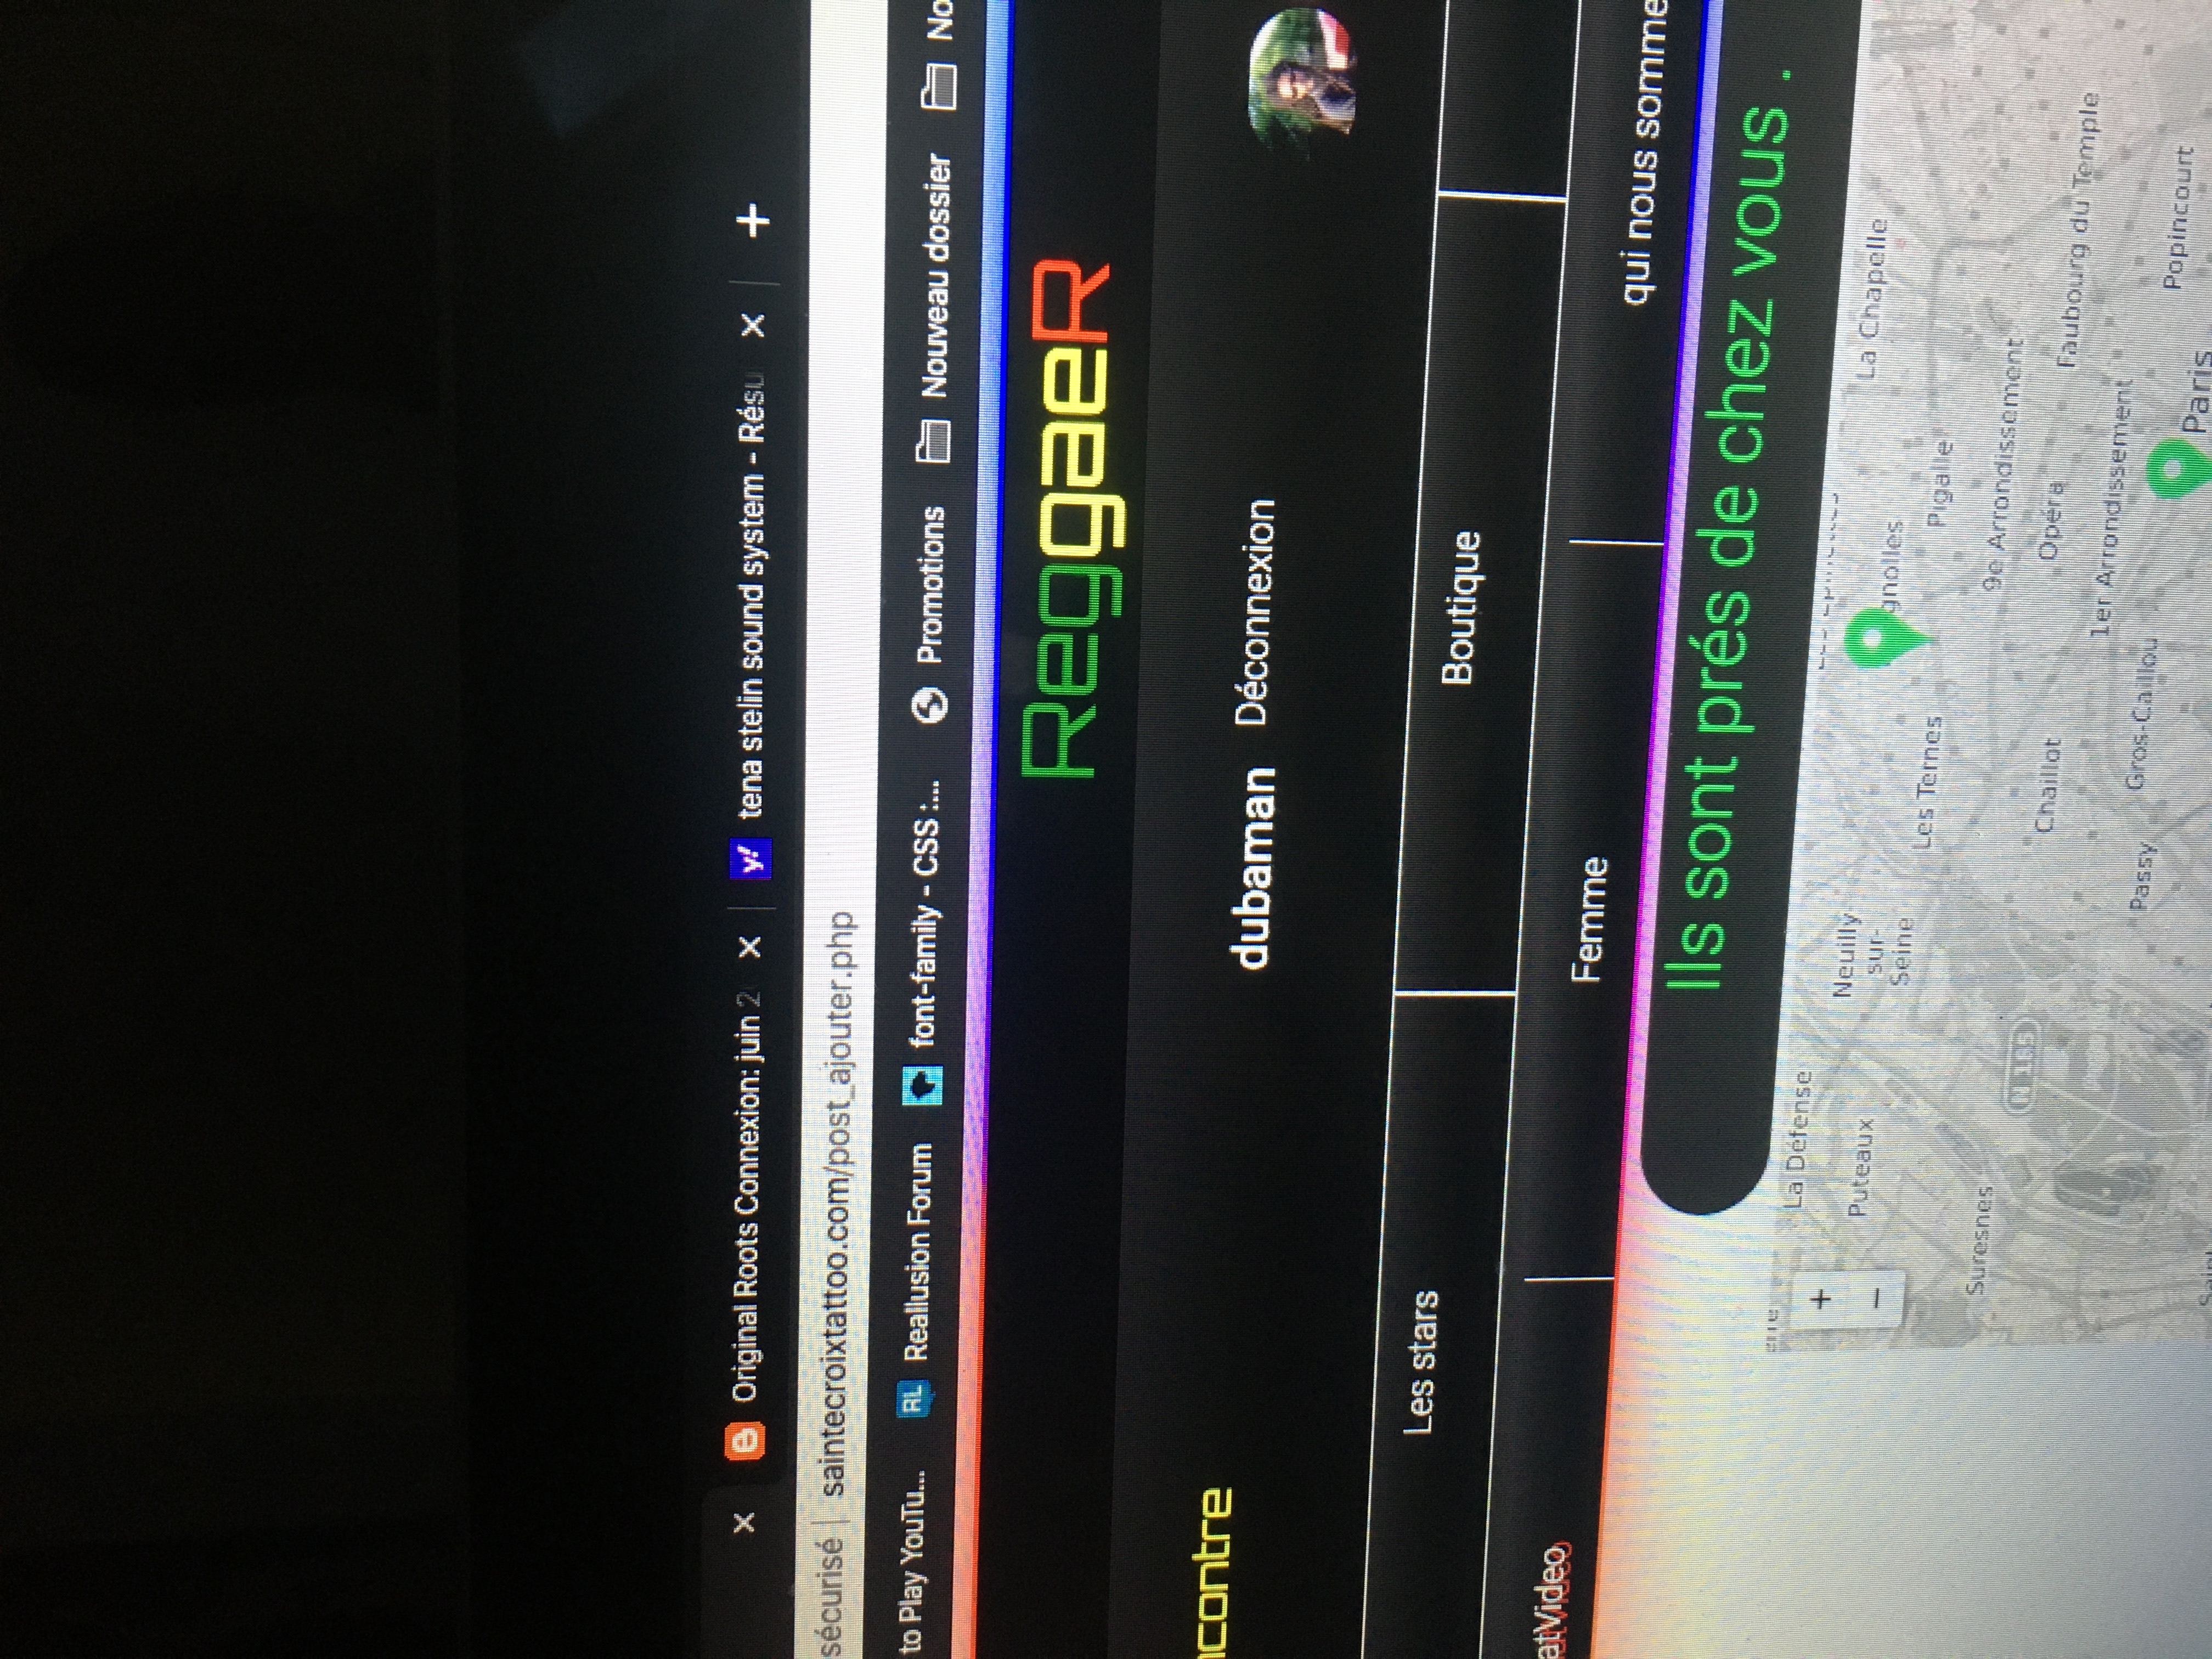 Original Roots Connexion: juin 2
tena stelin sound system - Résu
sécurisé
saintecroixtattoo.com/post_ajouter.php
to Play YouTu...
RL
Reallusion Forum
font-family - CSS :...
Promotions
Nouveau dossier
No
ReggaeR
ncontre
dubaman
Déconnexion
Les stars
Boutique
atVideo
Femme
qui nous somme
Ils sont prés de chez vous .
+
−
La Défense
Puteaux
Neuilly
sur-
Seine
gnolles
La Chapelle
Les Ternes
Pigalle
Suresnes
N 185
9e Arrondissement
Chaillot
Opéra
Faubourg du Temple
1er Arrondissement
Passy
Gros-Caillou
Popincourt
Paris